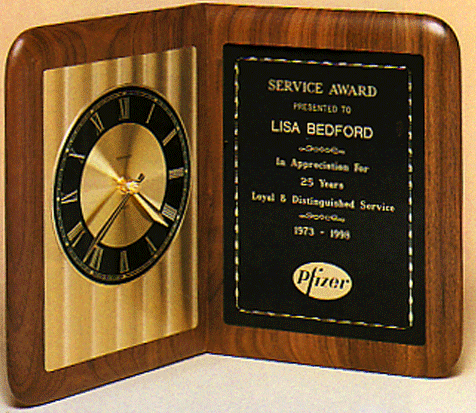 SERVICE AWARD
PRESENTED TO
LISA BEDFORD
In Appreciation For
25 Years
Loyal & Distinguished Service
1973 - 1998
Pfizer